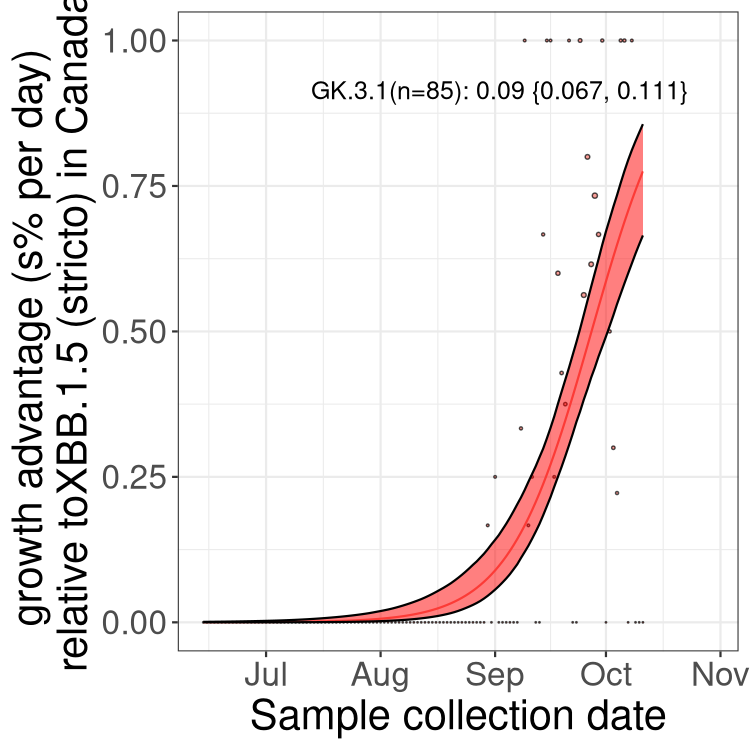 growth advantage (s% per day)
relative toXBB.1.5 (stricto) in Canada
1.00
0.75
0.50
0.25
0.00
GK.3.1(n=85): 0.09 {0.067, 0.111}
Jul Aug Sep Oct Nov
Sample collection date